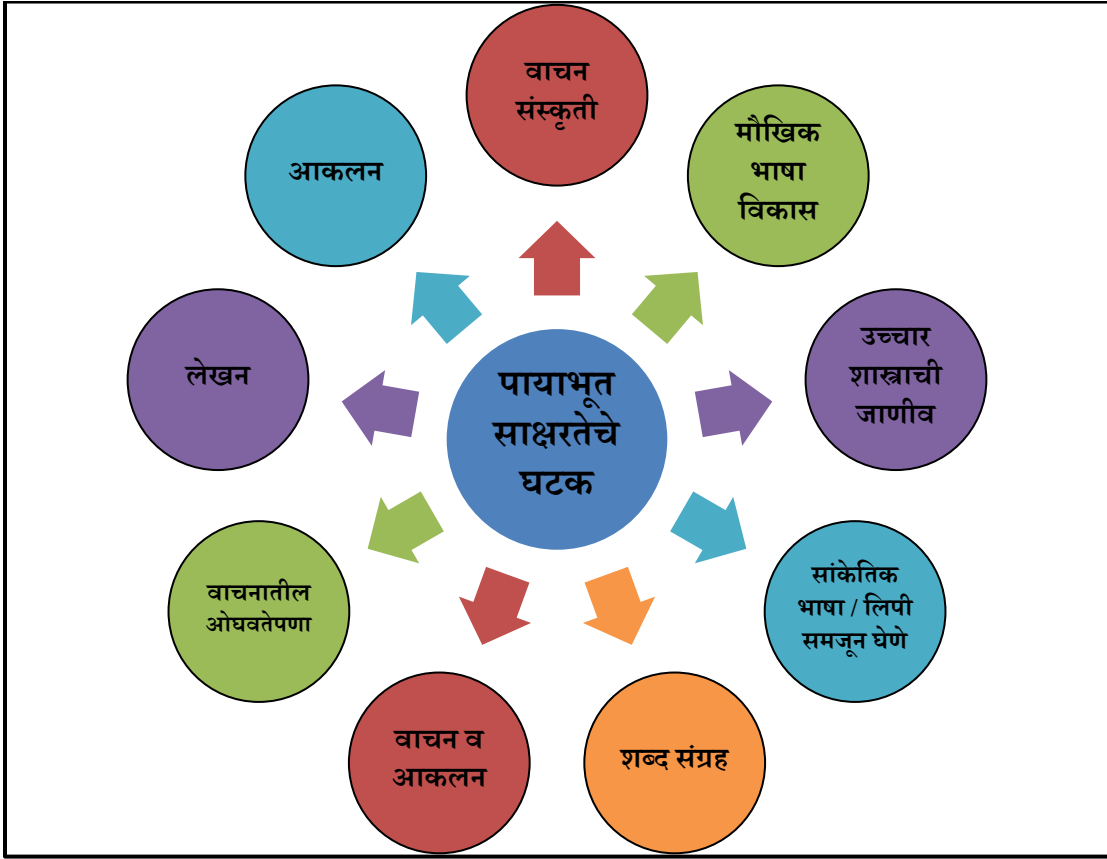 वाचन
संस्कृती
मौखिक
भाषा
विकास
उच्चार
शास्त्राची
जाणीव
सांकेतिक
भाषा / लिपी
समजून घेणे
शब्द संग्रह
वाचन व
आकलन
वाचनातील
ओघवतेपणा
लेखन
आकलन
पायाभूत
साक्षरतेचे
घटक